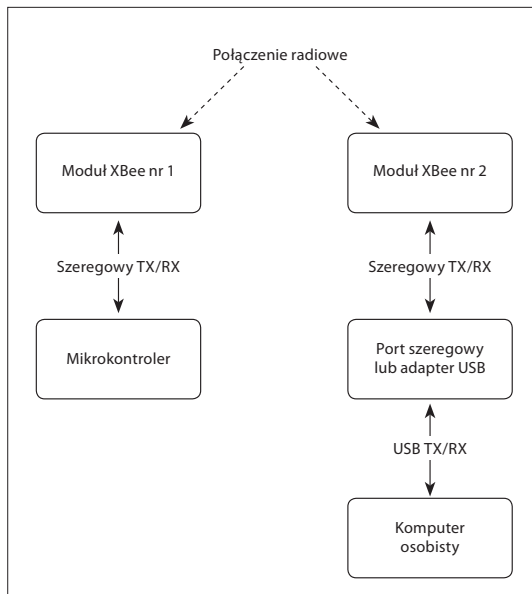 Połączenie radiowe
Moduł XBee nr 1
Moduł XBee nr 2
Szeregowy TX/RX
Szeregowy TX/RX
Mikrokontroler
Port szeregowy
lub adapter USB
USB TX/RX
Komputer
osobisty